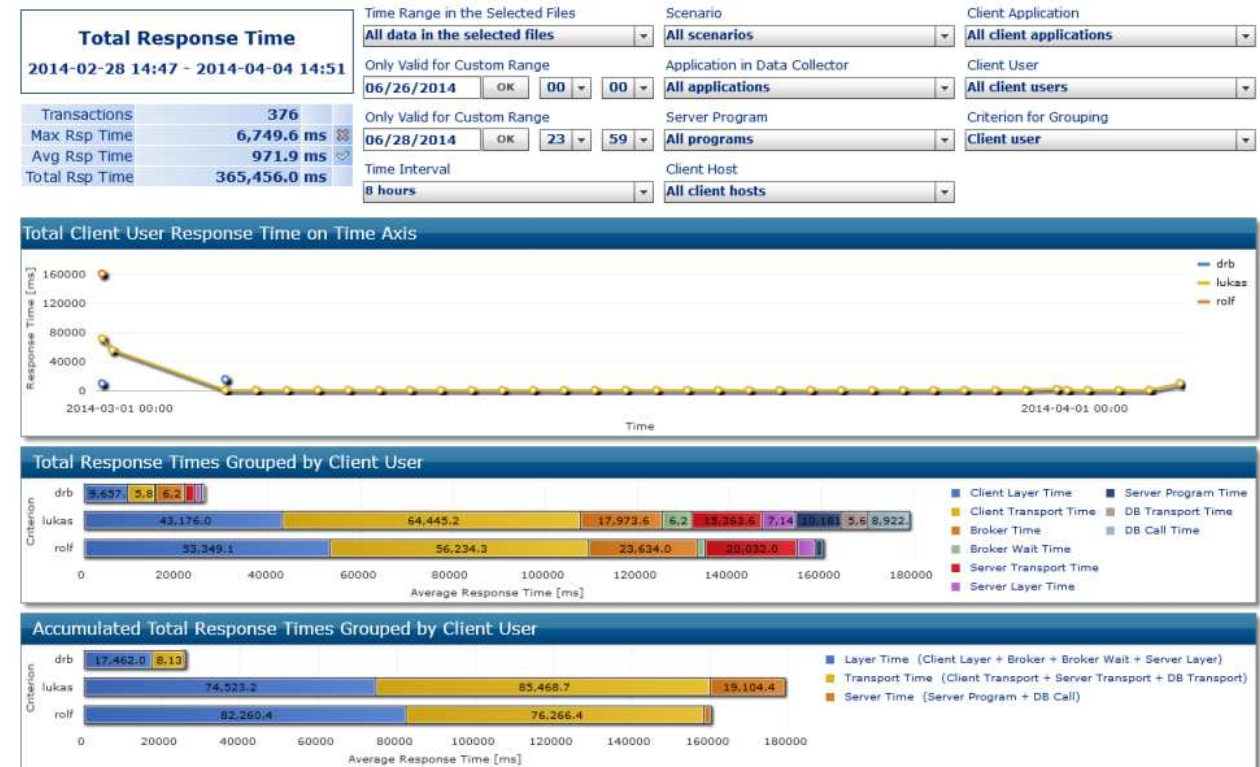 Total Response Time
2014-02-28 14:47 - 2014-04-04 14:51
Transactions 376
Max Rsp Time 6,749.6 ms
Avg Rsp Time 971.9 ms
Total Rsp Time 365,456.0 ms
Time Range in the Selected Files
All data in the selected files
Only Valid for Custom Range
06/26/2014 OK 00 00
Only Valid for Custom Range
06/28/2014 OK 23 59
Time Interval
8 hours
Scenario
All scenarios
Application in Data Collector
All applications
Server Program
All programs
Client Host
All client hosts
Client Application
All client applications
Client User
All client users
Criterion for Grouping
Client user
Total Client User Response Time on Time Axis
Response Time [ms]
160000
120000
80000
40000
0
2014-03-01 00:00
2014-04-01 00:00
Time
drb
lukas
rolf
Total Response Times Grouped by Client User
Criterion
drb 9,657. 5,8 6,2
lukas 43,176.0 64,445.2 17,973.6 6.2 15,363.6 7,14 10,181 5,6 8,922.
rolf 53,349.1 56,234.3 23,634.0 20,032.0
0 20000 40000 60000 80000 100000 120000 140000 160000 180000
Average Response Time [ms]
Client Layer Time
Client Transport Time
Broker Time
Broker Wait Time
Server Transport Time
Server Layer Time
Server Program Time
DB Transport Time
DB Call Time
Accumulated Total Response Times Grouped by Client User
Criterion
drb 17,462.0 8,13
lukas 74,523.2 85,468.7 19,104.4
rolf 82,260.4 76,266.4
0 20000 40000 60000 80000 100000 120000 140000 160000 180000
Average Response Time [ms]
Layer Time (Client Layer + Broker + Broker Wait + Server Layer)
Transport Time (Client Transport + Server Transport + DB Transport)
Server Time (Server Program + DB Call)